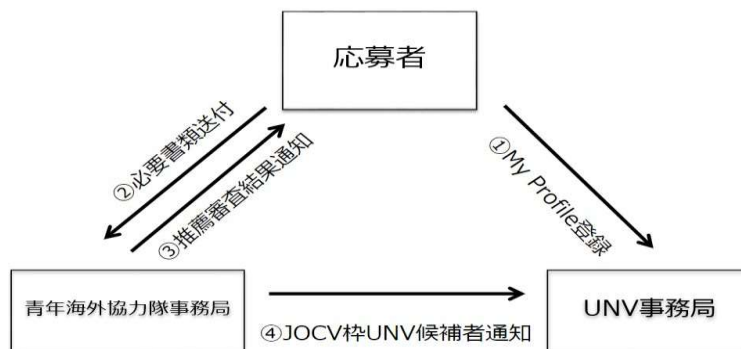 応募者
②必要書類送付
③推薦審査結果通知
①My Profile登録
青年海外協力隊事務局
UNV事務局
④JOCV枠UNV候補者通知